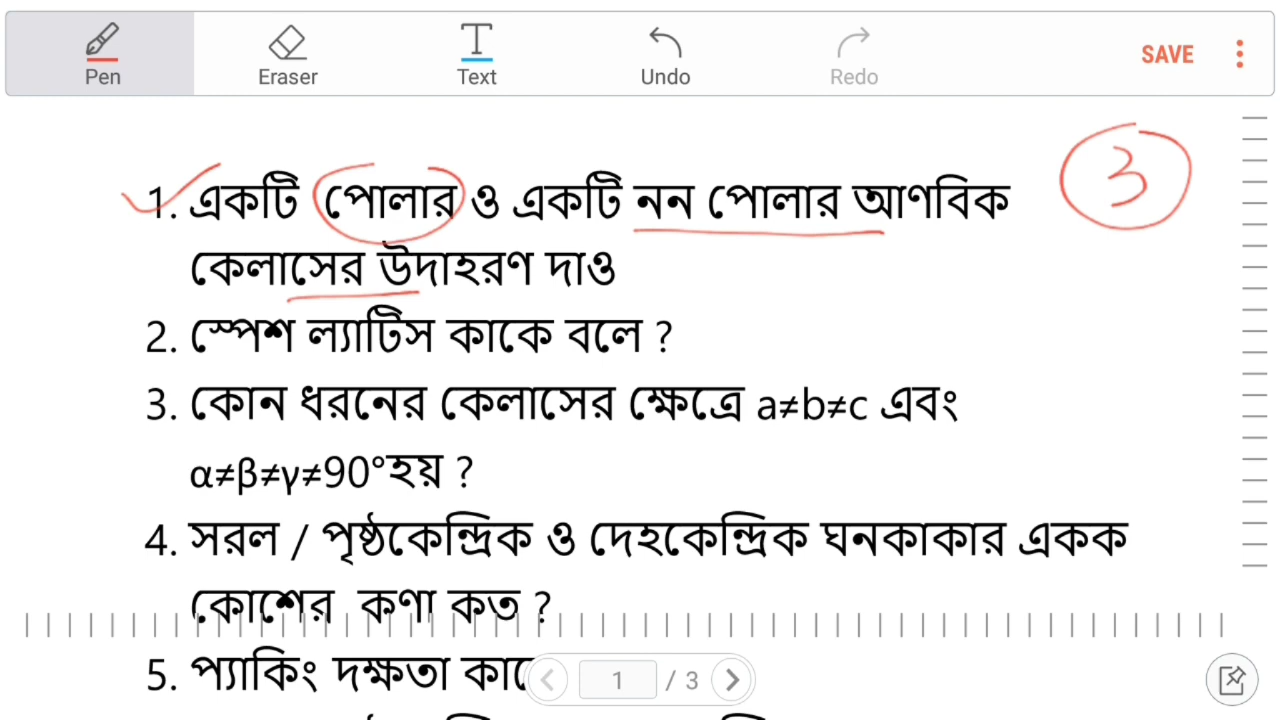 Pen
Eraser
Text
Undo
Redo
SAVE
3
1. একটি পোলার ও একটি নন পোলার আণবিক
কেলাসের উদাহরণ দাও
2. স্পেশ ল্যাটিস কাকে বলে ?
3. কোন ধরনের কেলাসের ক্ষেত্রে a≠b≠c এবং
α≠β≠γ≠90°হয় ?
4. সরল / পৃষ্ঠকেন্দ্রিক ও দেহকেন্দ্রিক ঘনকাকার একক
কোশের কণা কত ?
5. প্যাকিং দক্ষতা
1 / 3